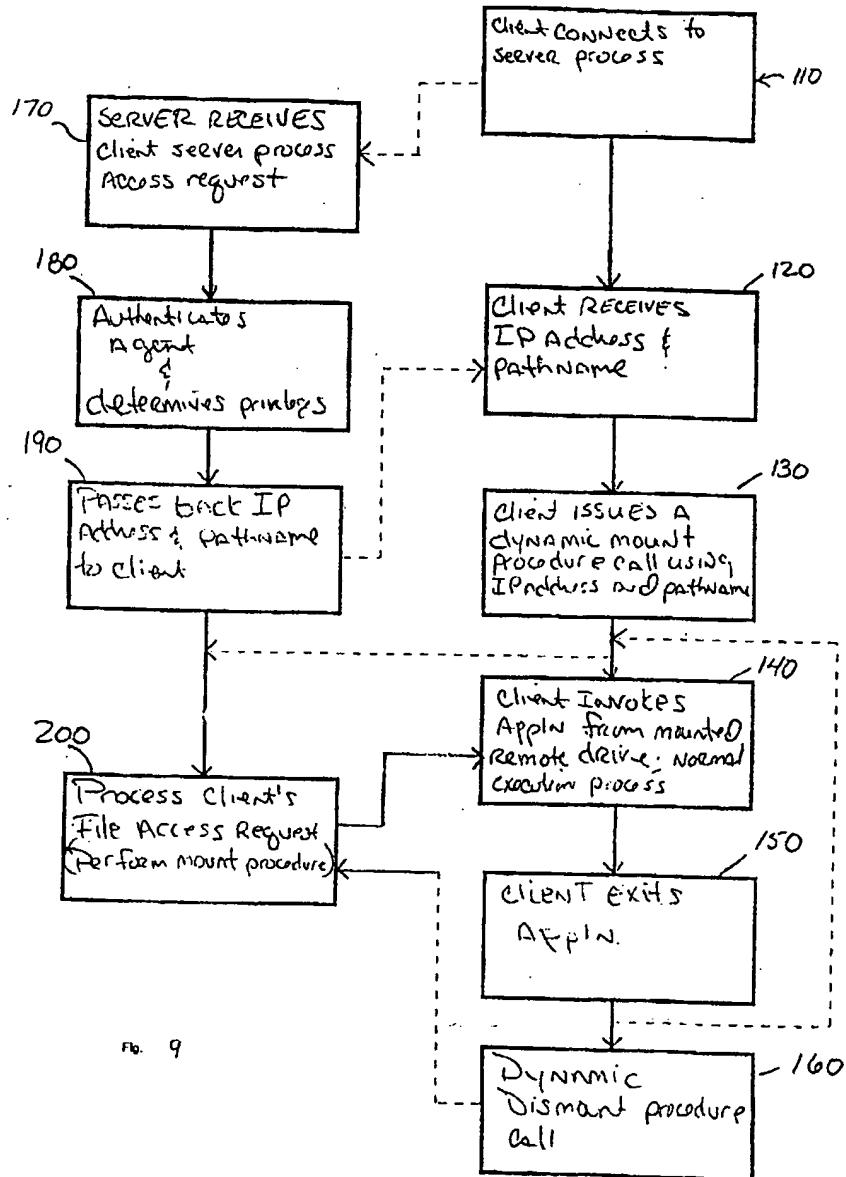 Client CONNECTS to
server process
110
170
SERVER RECEIVES
Client server process
Access request
180
Authenticates
Agent
&
determines privlegs
120
Client RECEIVES
IP Address &
PATHNAME
190
PASSES back IP
Address & PATHNAME
to client
130
Client ISSUES A
dynamic mount
procedure call using
IP address and pathname
140
Client Invokes
Appln from mounted
Remote drive; Normal
execution process
200
Process Client's
File Access Request
(Perform mount procedure)
150
CLIENT EXITS
Appln.
160
Dynamic
Dismant procedure
call
FIG. 9